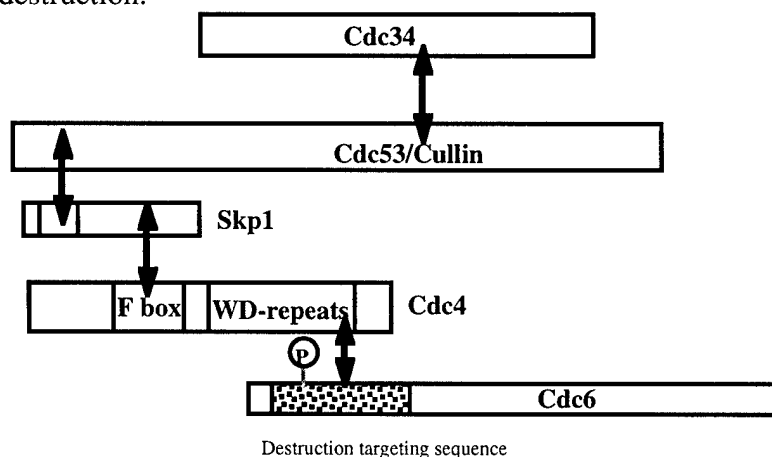 destruction.
Cdc34
Cdc53/Cullin
Skp1
F box WD-repeats Cdc4
P
Cdc6
Destruction targeting sequence